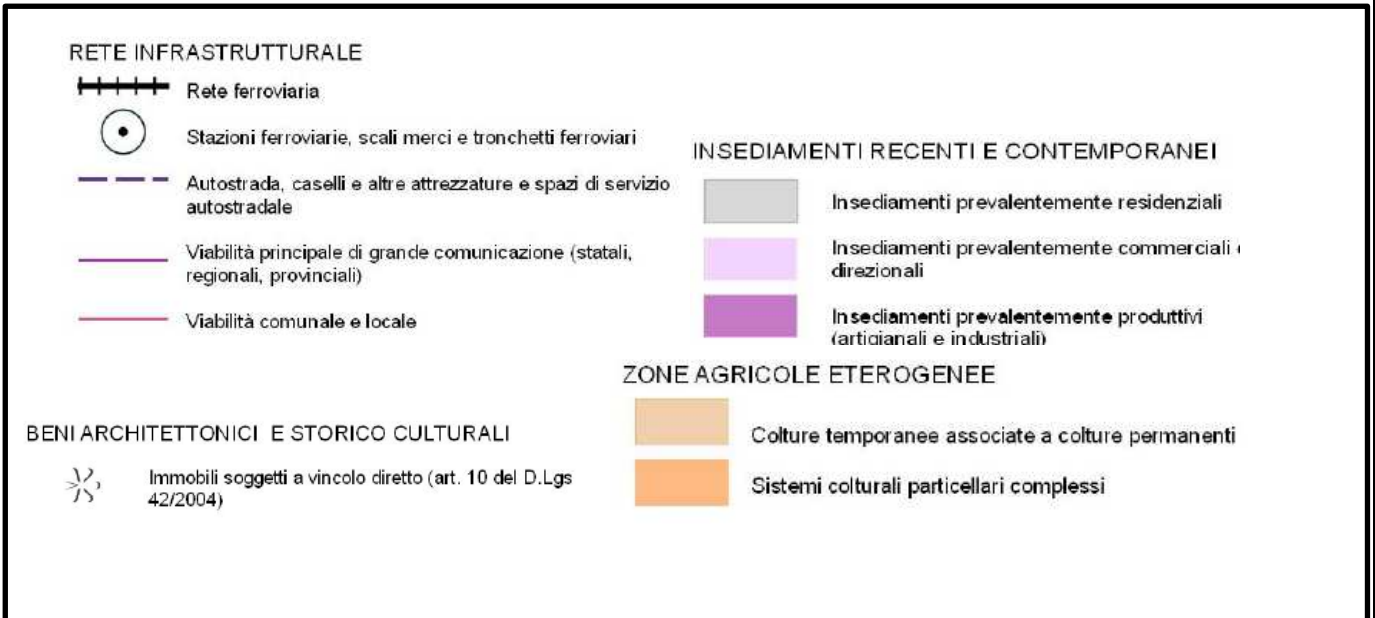 RETE INFRASTRUTTURALE
Rete ferroviaria
Stazioni ferroviarie, scali merci e tronchetti ferroviari
Autostrada, caselli e altre attrezzature e spazi di servizio
autostradale
Viabilità principale di grande comunicazione (statali,
regionali, provinciali)
Viabilità comunale e locale
INSEDIAMENTI RECENTI E CONTEMPORANEI
Insediamenti prevalentemente residenziali
Insediamenti prevalentemente commerciali
direzionali
Insediamenti prevalentemente produttivi
(artigianali e industriali)
ZONE AGRICOLE ETEROGENEE
Colture temporanee associate a colture permanenti
Sistemi colturali particellari complessi
BENI ARCHITETTONICI E STORICO CULTURALI
Immobili soggetti a vincolo diretto (art. 10 del D.Lgs
42/2004)